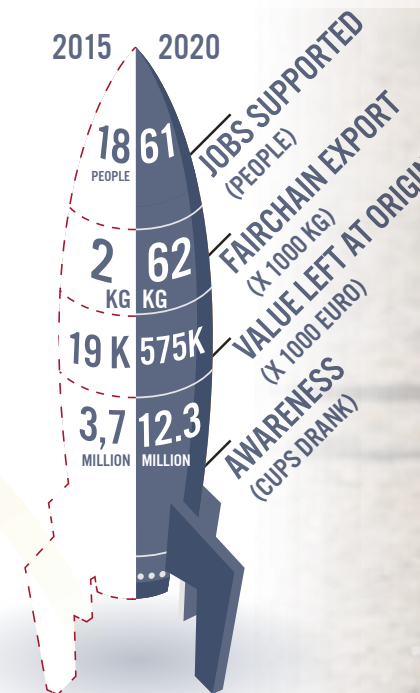 2015 2020
18 61
PEOPLE
JOBS SUPPORTED
(PEOPLE)
2 62
KG KG
FAIRCHAIN EXPORT
(X 1000 KG)
19 K 575K
VALUE LEFT AT ORIGIN
(X 1000 EURO)
3,7 12.3
MILLION MILLION
AWARENESS
(CUPS DRANK)